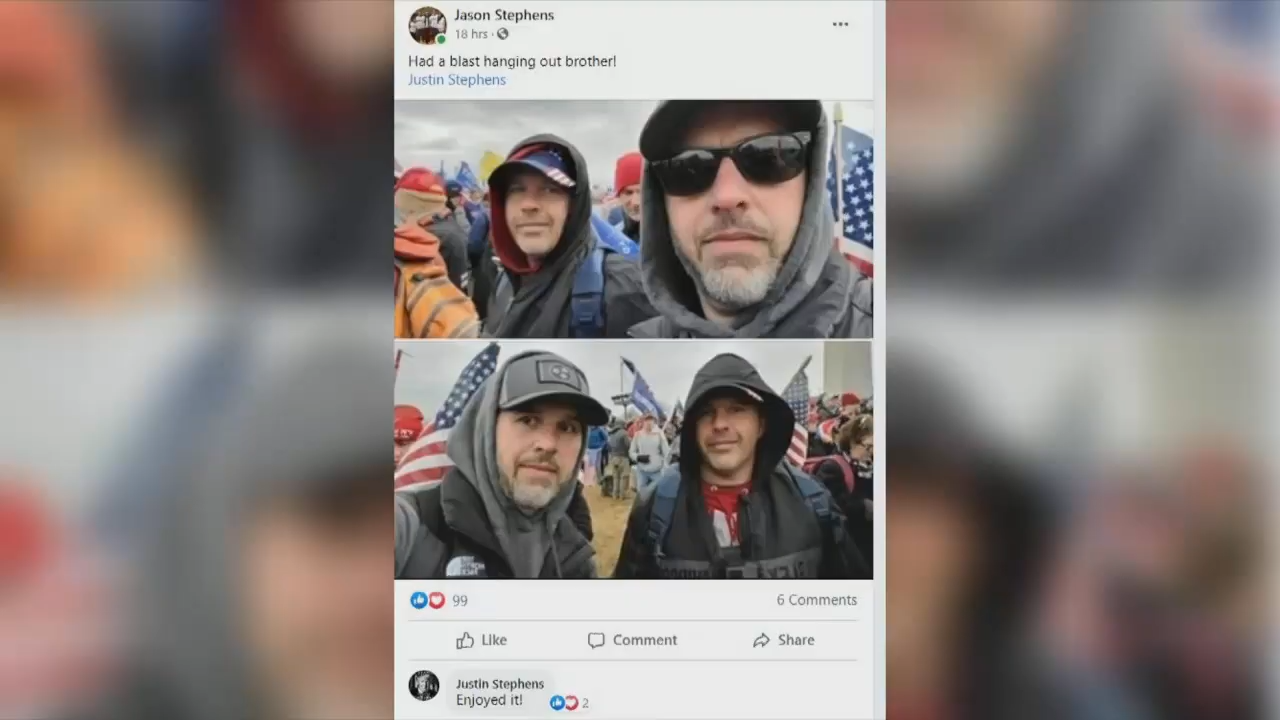 Jason Stephens
18 hrs ·
Had a blast hanging out brother!
Justin Stephens
99
6 Comments
Like
Comment
Share
Justin Stephens
Enjoyed it!
2